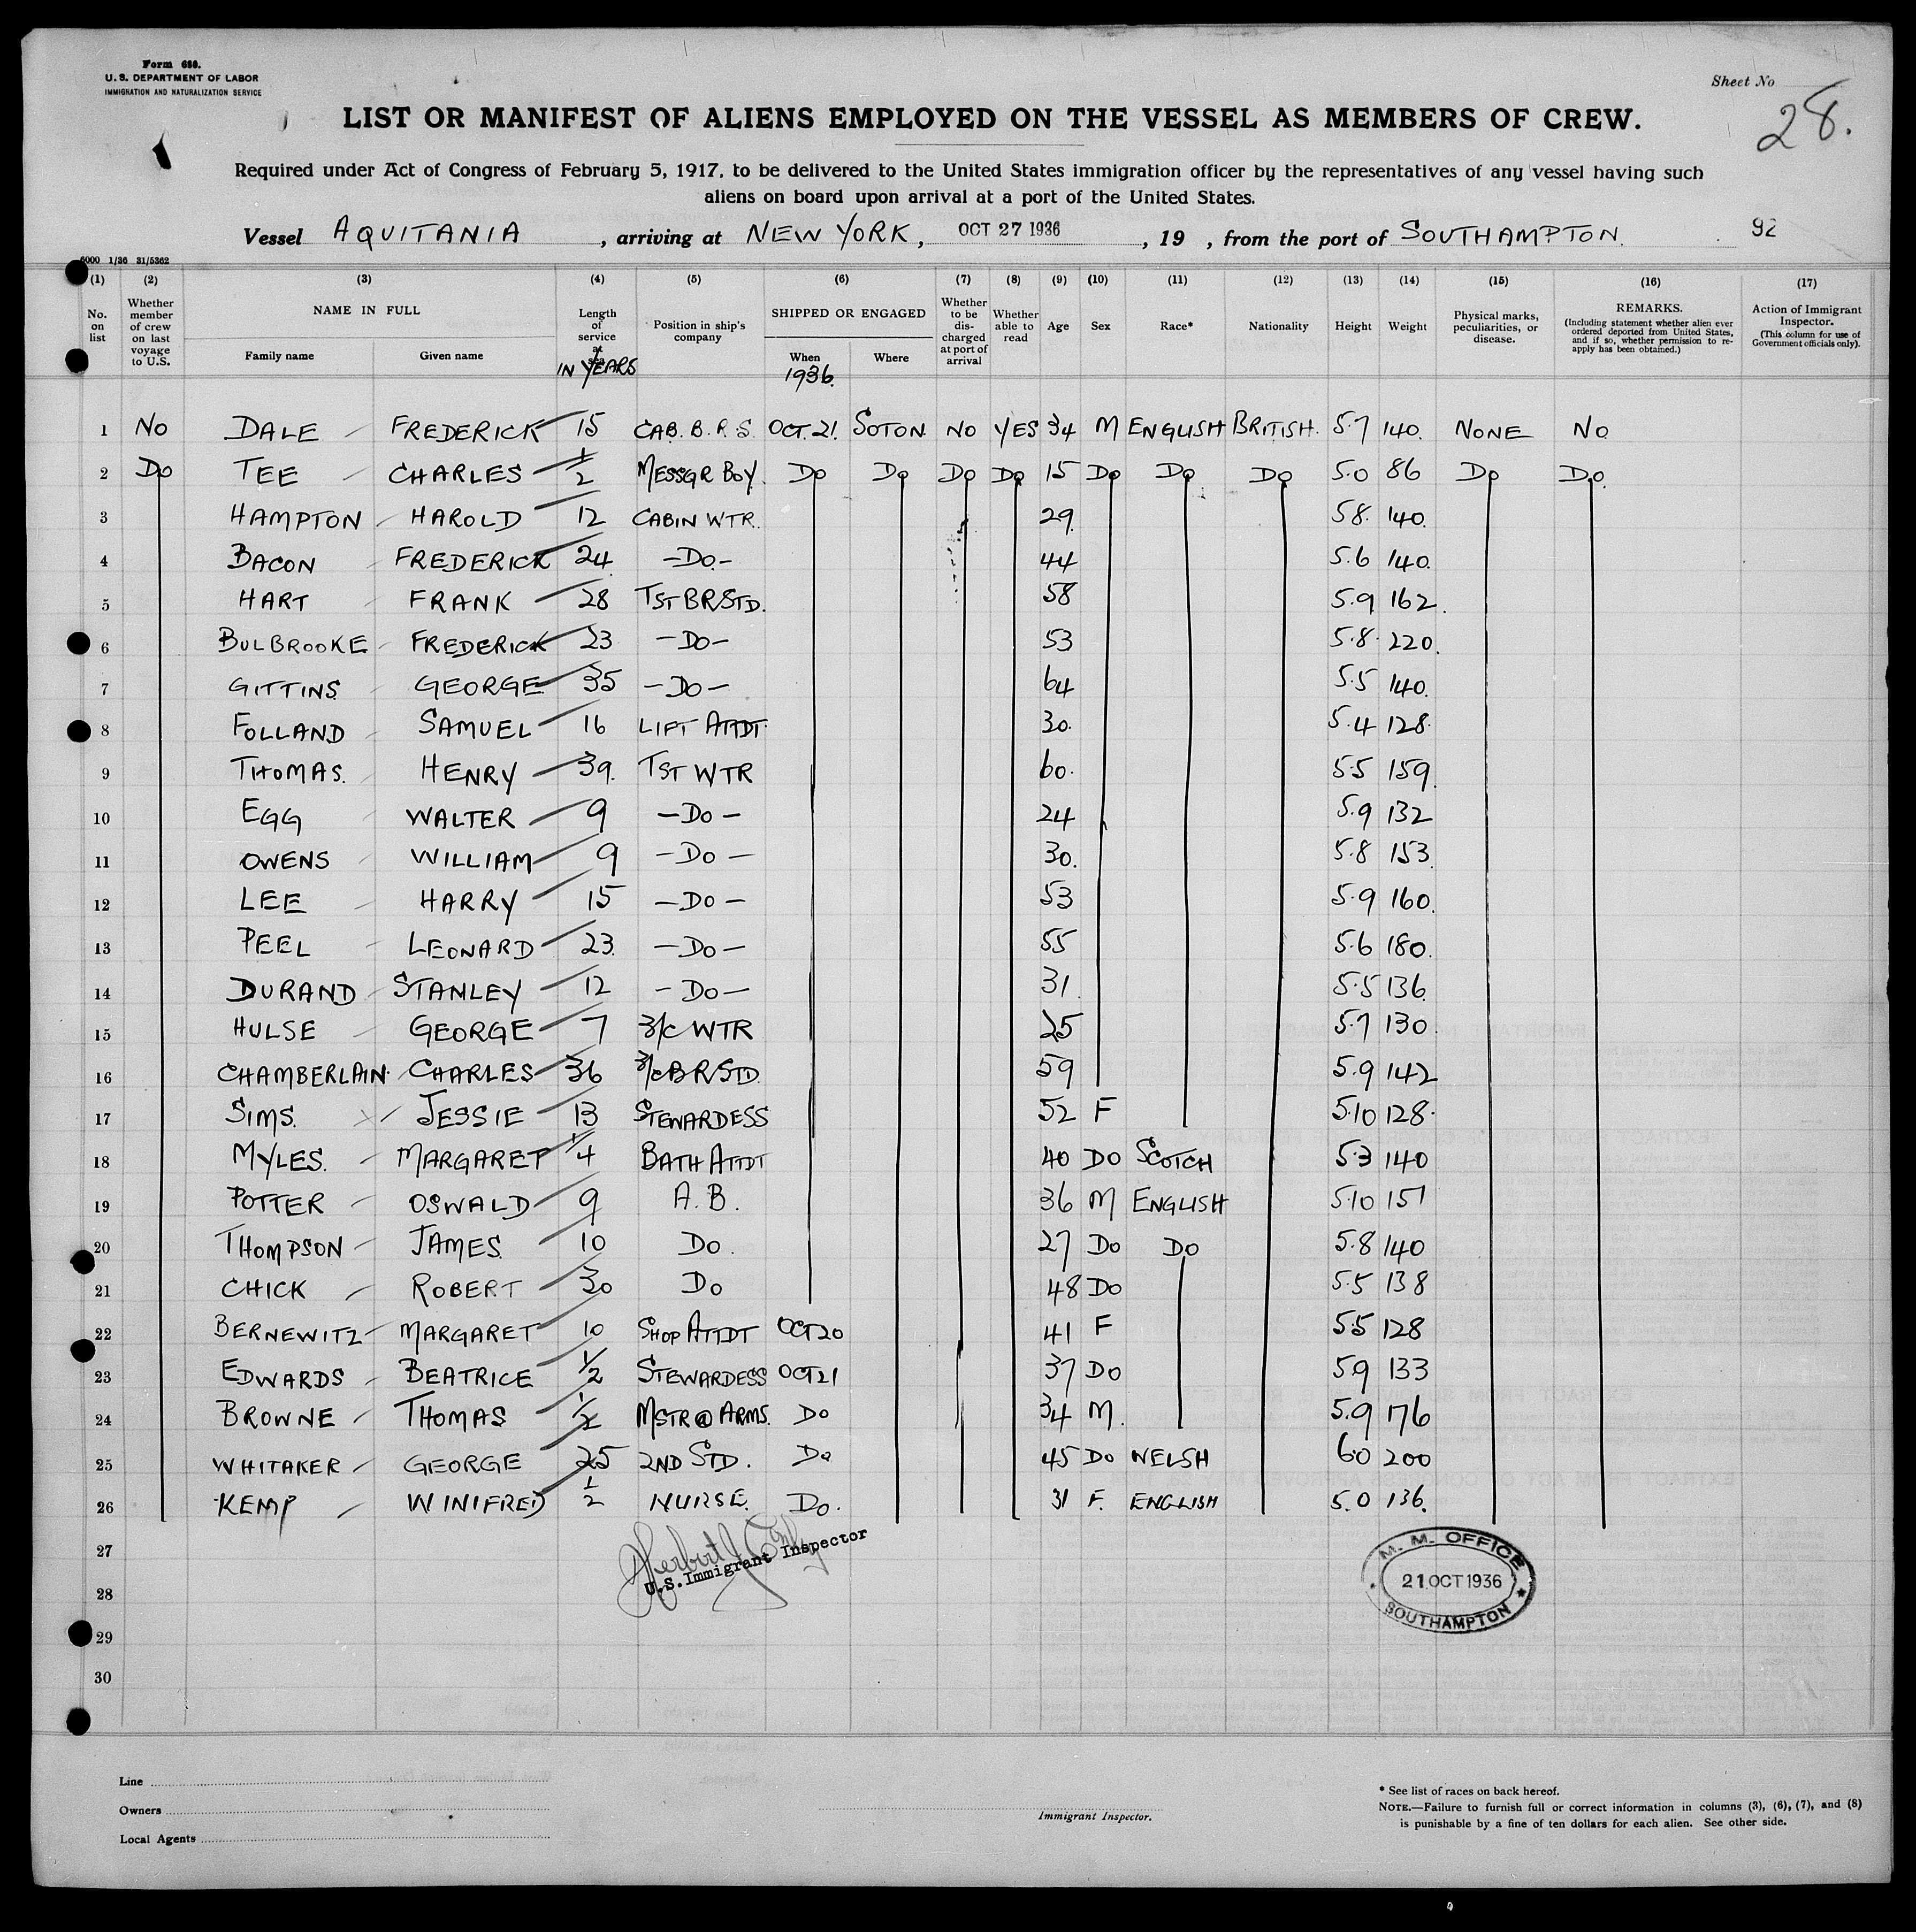 Form 680.
U. S. DEPARTMENT OF LABOR
IMMIGRATION AND NATURALIZATION SERVICE
Sheet No
28.
LIST OR MANIFEST OF ALIENS EMPLOYED ON THE VESSEL AS MEMBERS OF CREW.
Required under Act of Congress of February 5, 1917, to be delivered to the United States immigration officer by the representatives of any vessel having such
aliens on board upon arrival at a port of the United States.
Vessel AQUITANIA , arriving at NEW YORK, OCT 27 1936 , 19 , from the port of SOUTHAMPTON. 92
6000 1/36 31/5362
(1) (2) (3) (4) (5) (6) (7) (8) (9) (10) (11) (12) (13) (14) (15) (16) (17)
No. on list
Whether member of crew on last voyage to U.S.
NAME IN FULL
Family name Given name
Length of service at sea IN YEARS
Position in ship's company
SHIPPED OR ENGAGED
When 1936. Where
Whether to be discharged at port of arrival
Whether able to read
Age Sex Race* Nationality Height Weight
Physical marks, peculiarities, or disease.
REMARKS. (Including statement whether alien ever ordered deported from United States, and if so, whether permission to re-apply has been obtained.)
Action of Immigrant Inspector. (This column for use of Government officials only).
1 NO DALE FREDERICK 15 CAB. B. R. S. OCT. 21. SOTON NO YES 34 M ENGLISH BRITISH. 5.7 140. NONE NO
2 DO TEE CHARLES 1/2 MESSGR BOY. DO DO DO DO 15 DO DO DO 5.0 86 DO DO
3 HAMPTON HAROLD 12 CABIN WTR. 29. 5 8. 140.
4 BACON FREDERICK 24. -DO- 44 5.6 140.
5 HART FRANK 28 TST BR STD. 58 5.9 162.
6 BULBROOKE FREDERICK 23 -DO- 53 5.8. 220.
7 GITTINS GEORGE 35 -DO- 64 5.5 140.
8 FOLLAND SAMUEL 16 LIFT ATTDT. 30. 5.4 128.
9 THOMAS. HENRY 39. TST WTR 60. 5.5 159.
10 EGG WALTER 9 -DO- 24 5.9 132
11 OWENS WILLIAM 9 -DO- 30. 5.8 153.
12 LEE HARRY 15 -DO- 53 5.9 160.
13 PEEL LEONARD 23. -DO- 55 5.6 180.
14 DURAND STANLEY 12 -DO- 31 5.5 136.
15 HULSE GEORGE 7 3/C WTR 25 5.7 130.
16 CHAMBERLAIN. CHARLES 36 3/C BR STD. 59 5.9 142
17 SIMS. JESSIE 13 STEWARDESS 52 F 5.10 128.
18 MYLES. MARGARET 1/4 BATH ATTDT 40 DO SCOTCH 5.3 140
19 POTTER OSWALD 9 A.B. 36 M ENGLISH 5.10 151
20 THOMPSON JAMES. 10 DO. 27 DO DO 5.8 140
21 CHICK ROBERT 30 DO 48 DO 5.5 138
22 BERNEWITZ MARGARET 10 SHOP ATTDT OCT 20 41 F 5.5 128
23 EDWARDS BEATRICE 1/2 STEWARDESS OCT 21 37 DO 5.9 133
24 BROWNE THOMAS 1/2 MSTR @ ARMS. DO 34 M. 5.9 176
25 WHITAKER GEORGE 25 2ND STD. DO 45 DO WELSH 6.0 200
26 KEMP WINIFRED 1/2 NURSE. DO. 31 F. ENGLISH 5.0 136.
27
28
29
30
U.S. Immigrant Inspector
M. M. OFFICE
21 OCT 1936
SOUTHAMPTON
Line
Owners
Local Agents
Immigrant Inspector.
* See list of races on back hereof.
NOTE.—Failure to furnish full or correct information in columns (3), (6), (7), and (8)
is punishable by a fine of ten dollars for each alien. See other side.